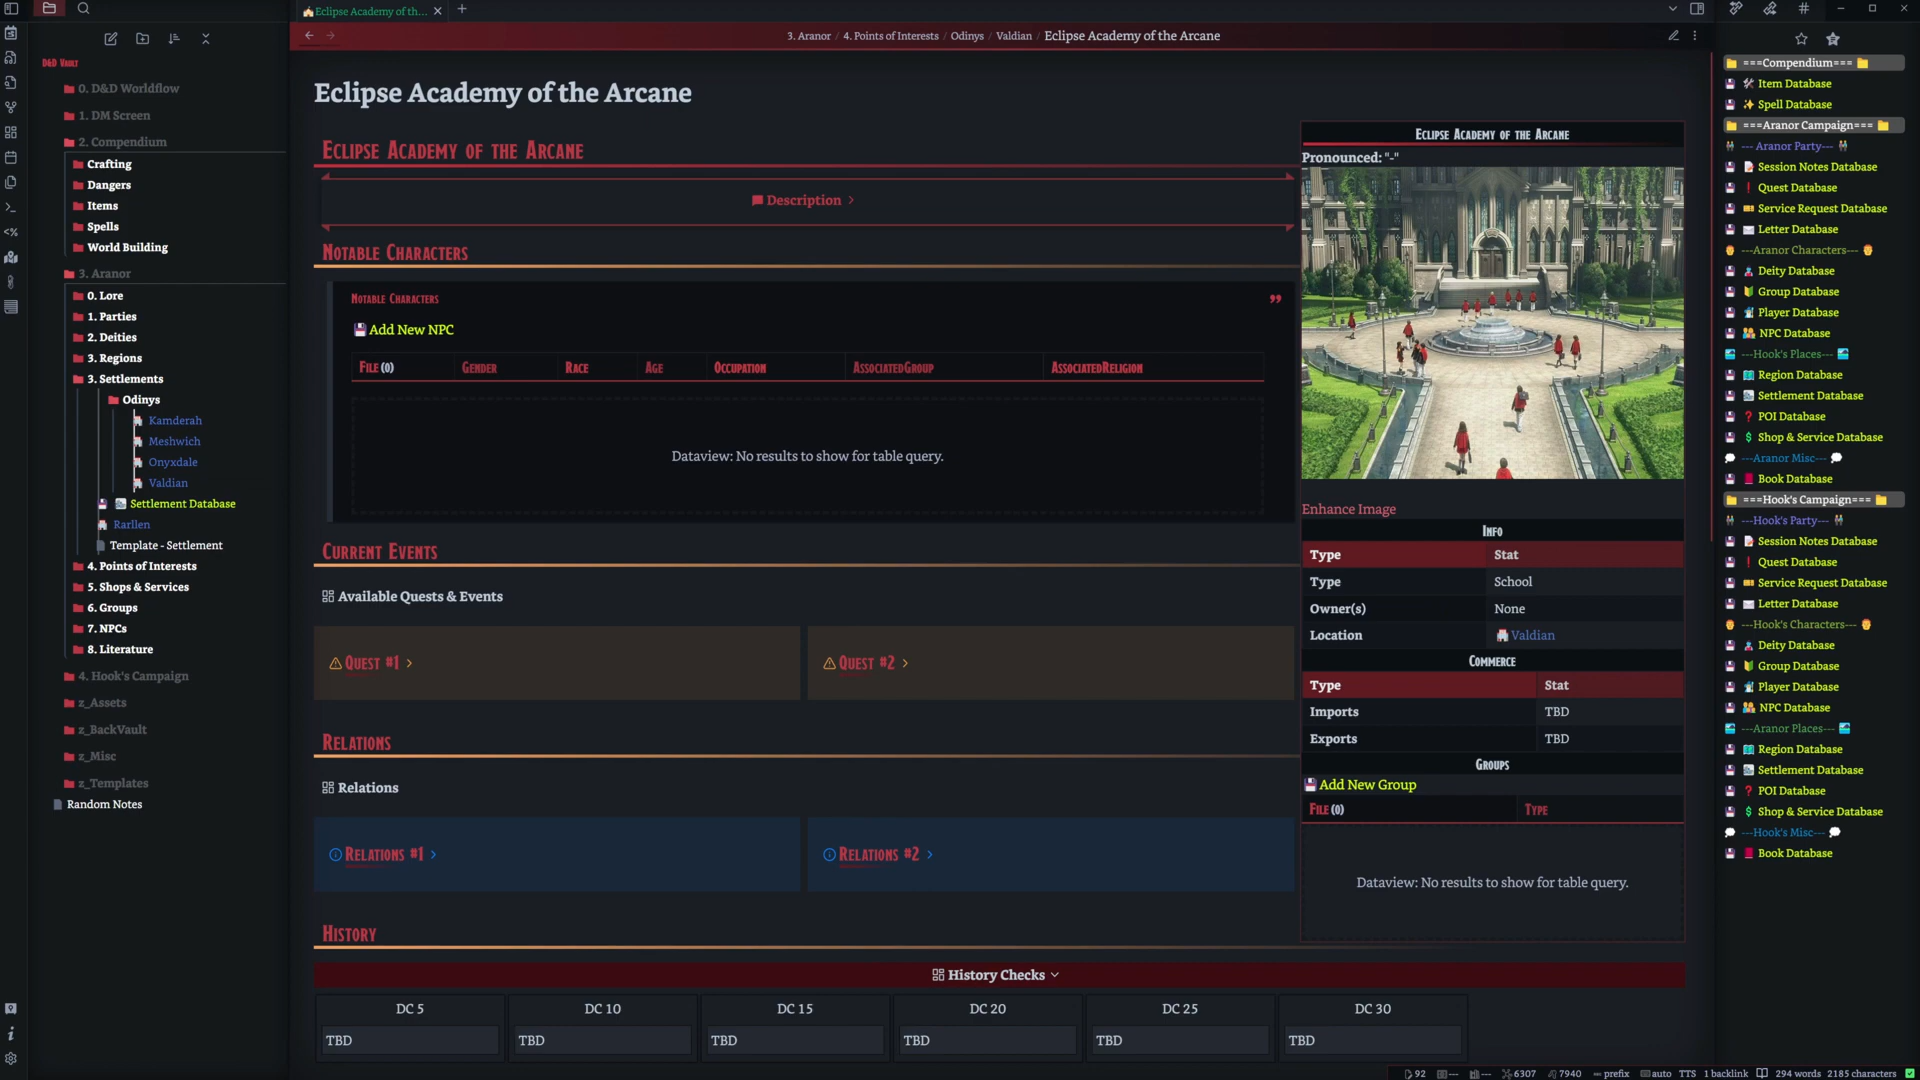 Eclipse Academy of th...
3. Aranor / 4. Points of Interests / Odinys / Valdian / Eclipse Academy of the Arcane
D&D Vault
0. D&D Worldflow
1. DM Screen
2. Compendium
Crafting
Dangers
Items
Spells
World Building
3. Aranor
0. Lore
1. Parties
2. Deities
3. Regions
3. Settlements
Odinys
Kamderah
Meshwich
Onyxdale
Valdian
Settlement Database
Rarllen
Template - Settlement
4. Points of Interests
5. Shops & Services
6. Groups
7. NPCs
8. Literature
4. Hook's Campaign
z_Assets
z_BackVault
z_Misc
z_Templates
Random Notes
Eclipse Academy of the Arcane
Eclipse Academy of the Arcane
Description
Notable Characters
Notable Characters
Add New NPC
File (0) Gender Race Age Occupation AssociatedGroup AssociatedReligion
Dataview: No results to show for table query.
Current Events
Available Quests & Events
Quest #1
Quest #2
Relations
Relations
Relations #1
Relations #2
History
History Checks
DC 5 DC 10 DC 15 DC 20 DC 25 DC 30
TBD TBD TBD TBD TBD TBD
Eclipse Academy of the Arcane
Pronounced: "-"
Enhance Image
Info
Type Stat
Type School
Owner(s) None
Location Valdian
Commerce
Type Stat
Imports TBD
Exports TBD
Groups
Add New Group
File (0) Type
Dataview: No results to show for table query.
===Compendium===
Item Database
Spell Database
===Aranor Campaign===
--- Aranor Party---
Session Notes Database
Quest Database
Service Request Database
Letter Database
---Aranor Characters---
Deity Database
Group Database
Player Database
NPC Database
---Hook's Places---
Region Database
Settlement Database
POI Database
Shop & Service Database
---Aranor Misc---
Book Database
===Hook's Campaign===
---Hook's Party---
Session Notes Database
Quest Database
Service Request Database
Letter Database
---Hook's Characters---
Deity Database
Group Database
Player Database
NPC Database
---Aranor Places---
Region Database
Settlement Database
POI Database
Shop & Service Database
---Hook's Misc---
Book Database
92 --- --- 6307 7940 prefix auto TTS 1 backlink 294 words 2185 characters